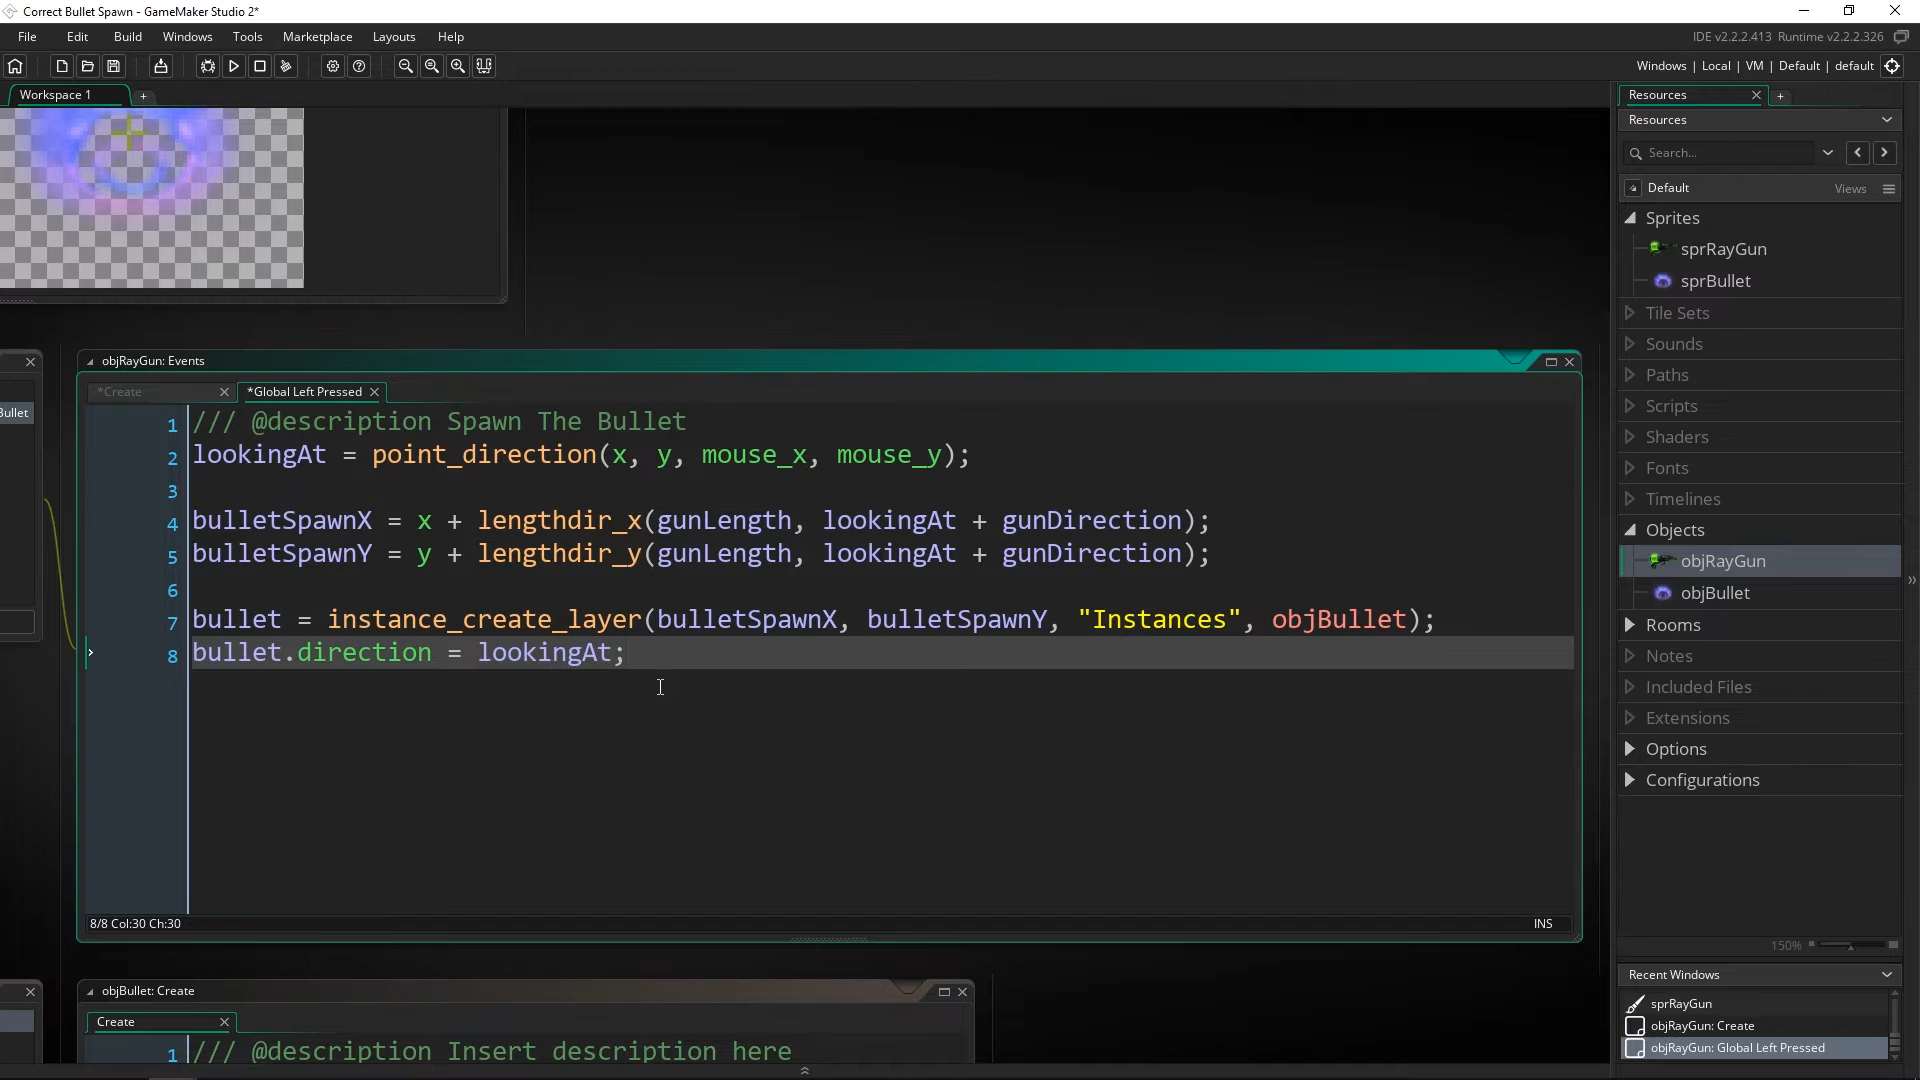 Correct Bullet Spawn - GameMaker Studio 2*
File Edit Build Windows Tools Marketplace Layouts Help
IDE v2.2.2.413 Runtime v2.2.2.326
Windows | Local | VM | Default | default
Workspace 1
Resources
Resources
Search...
Default
Views
Sprites
sprRayGun
sprBullet
Tile Sets
Sounds
Paths
Scripts
Shaders
Fonts
Timelines
Objects
objRayGun
objBullet
Rooms
Notes
Included Files
Extensions
Options
Configurations
150%
Recent Windows
sprRayGun
objRayGun: Create
objRayGun: Global Left Pressed
Bullet
objRayGun: Events
*Create
*Global Left Pressed
1 /// @description Spawn The Bullet
2 lookingAt = point_direction(x, y, mouse_x, mouse_y);
3
4 bulletSpawnX = x + lengthdir_x(gunLength, lookingAt + gunDirection);
5 bulletSpawnY = y + lengthdir_y(gunLength, lookingAt + gunDirection);
6
7 bullet = instance_create_layer(bulletSpawnX, bulletSpawnY, "Instances", objBullet);
8 bullet.direction = lookingAt;
8/8 Col:30 Ch:30
INS
objBullet: Create
Create
1 /// @description Insert description here